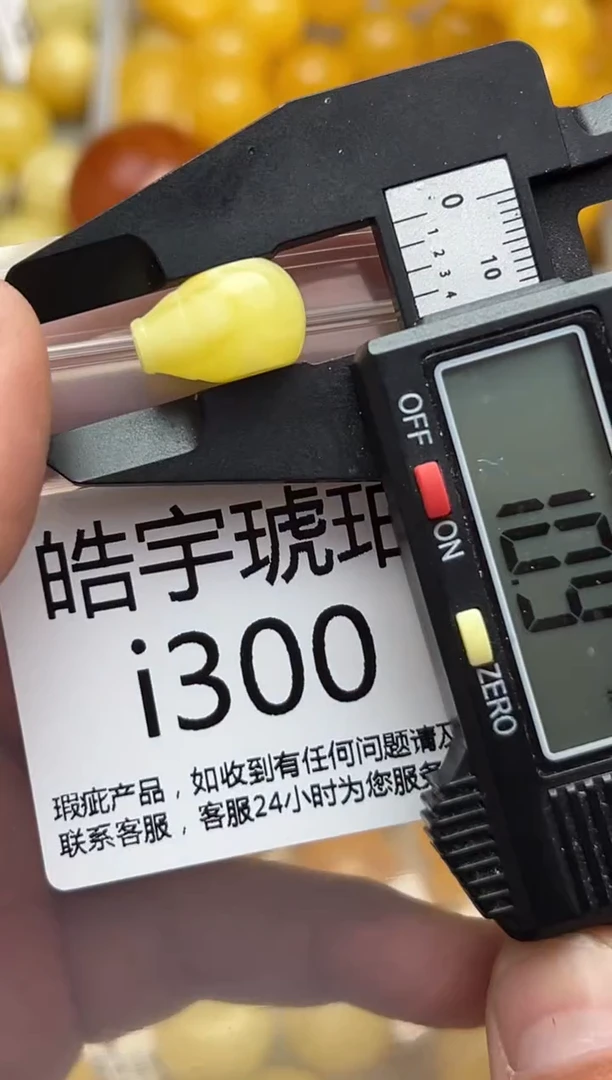 0
1
2
3
4
10
OFF
ON
ZERO
皓宇琥珀
i300
瑕疵产品，如收到有任何问题请及
联系客服，客服24小时为您服务